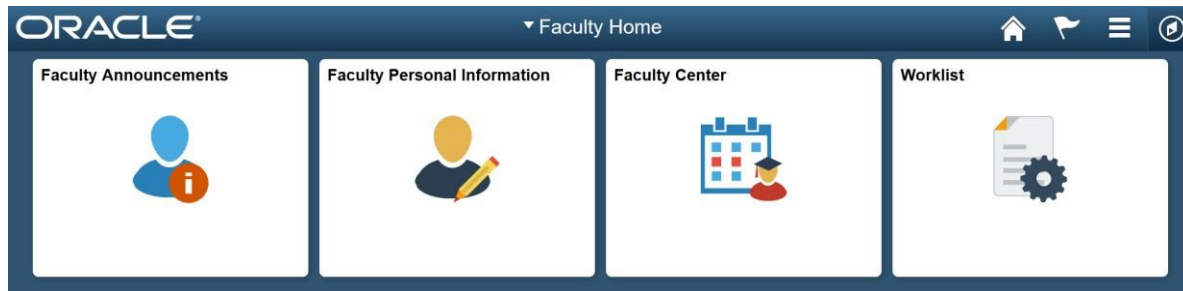 ORACLE®
Faculty Home
Faculty Announcements
Faculty Personal Information
Faculty Center
Worklist